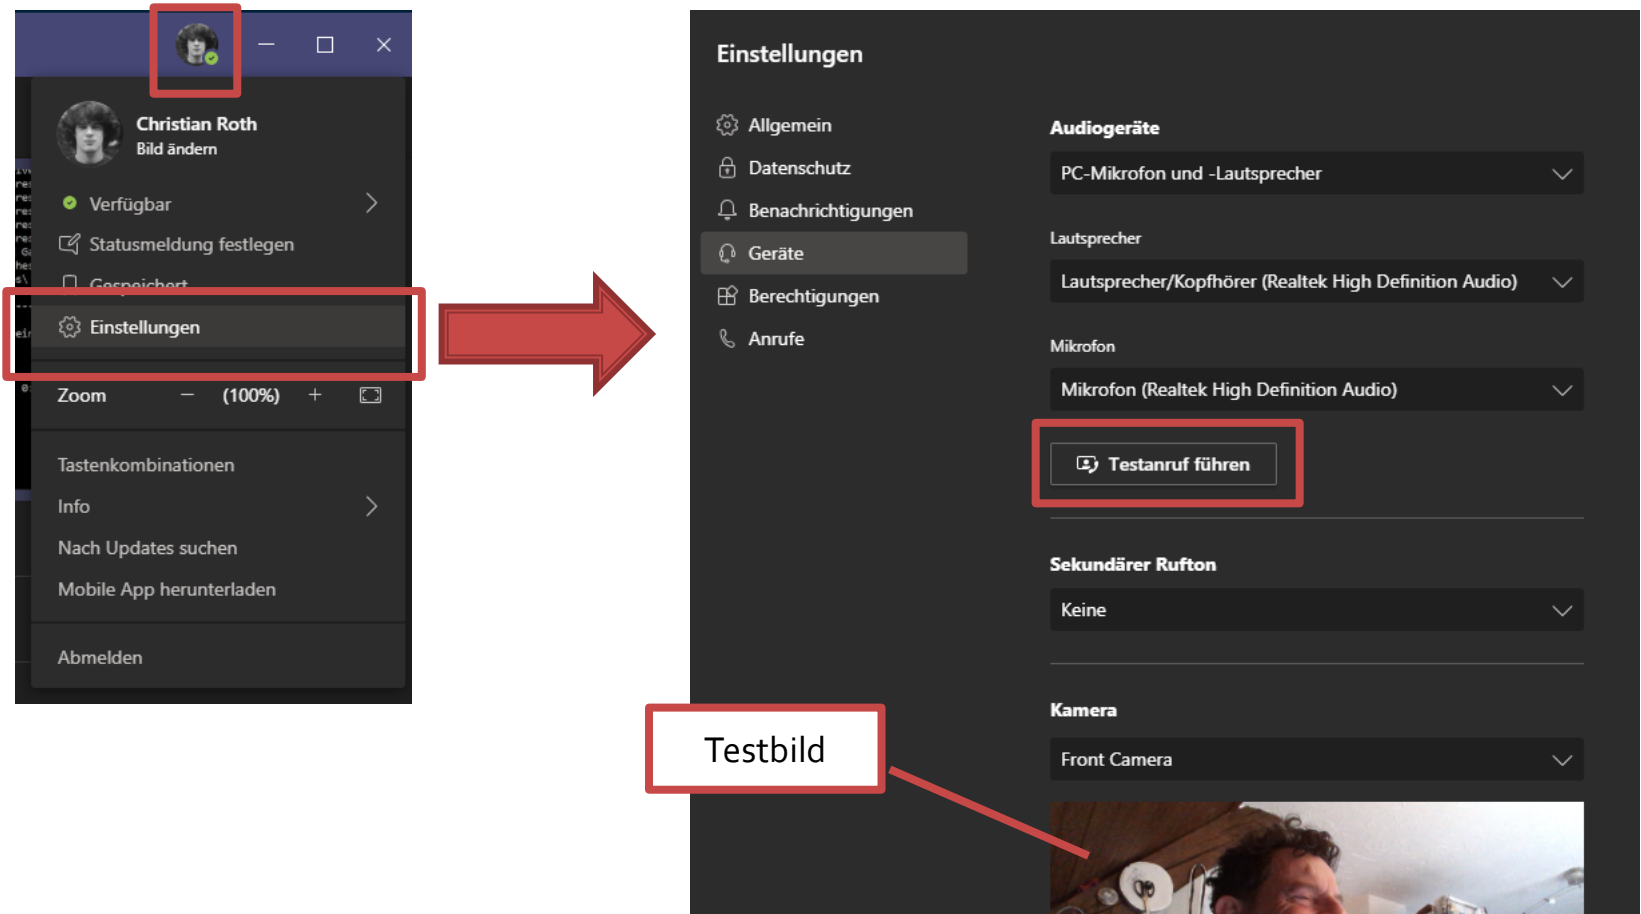 Christian Roth
Bild ändern
Verfügbar
Statusmeldung festlegen
Gespeichert
Einstellungen
Zoom − (100%) +
Tastenkombinationen
Info
Nach Updates suchen
Mobile App herunterladen
Abmelden
Einstellungen
Allgemein
Datenschutz
Benachrichtigungen
Geräte
Berechtigungen
Anrufe
Audiogeräte
PC-Mikrofon und -Lautsprecher
Lautsprecher
Lautsprecher/Kopfhörer (Realtek High Definition Audio)
Mikrofon
Mikrofon (Realtek High Definition Audio)
Testanruf führen
Sekundärer Rufton
Keine
Kamera
Front Camera
Testbild